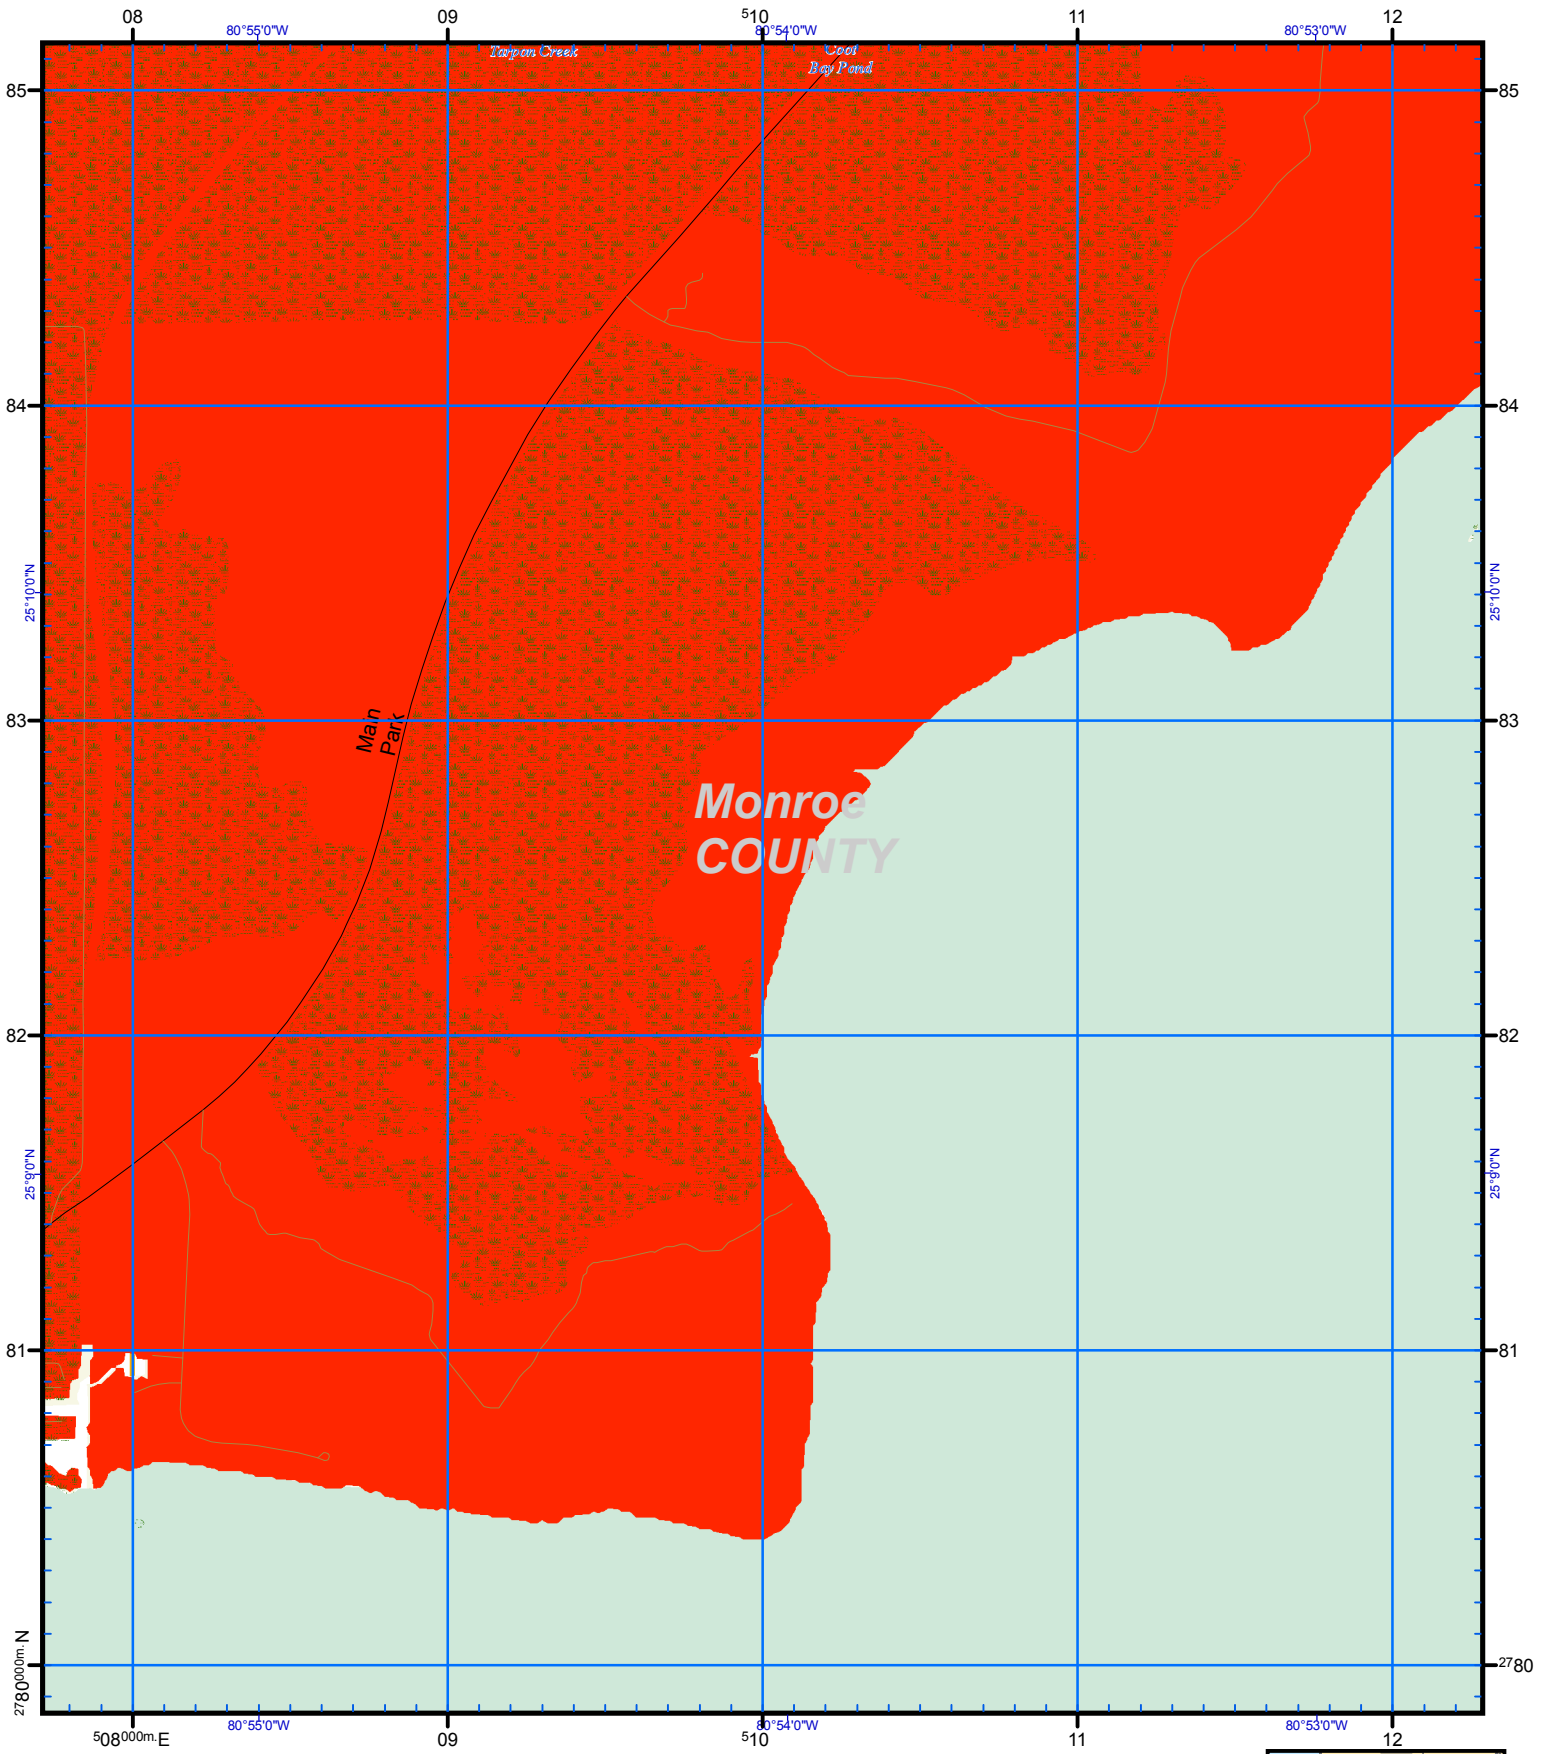 08 09 510 11 12
80°55'0"W 80°54'0"W 80°53'0"W
Tarpon Creek
Coot
Bay Pond
85 85
84 84
25°10'0"N 25°10'0"N
83 83
Main
Park
Monroe
COUNTY
82 82
25°9'0"N 25°9'0"N
81 81
2780000m. N 2780
80°55'0"W 80°54'0"W 80°53'0"W
508000m. E 09 510 11 12